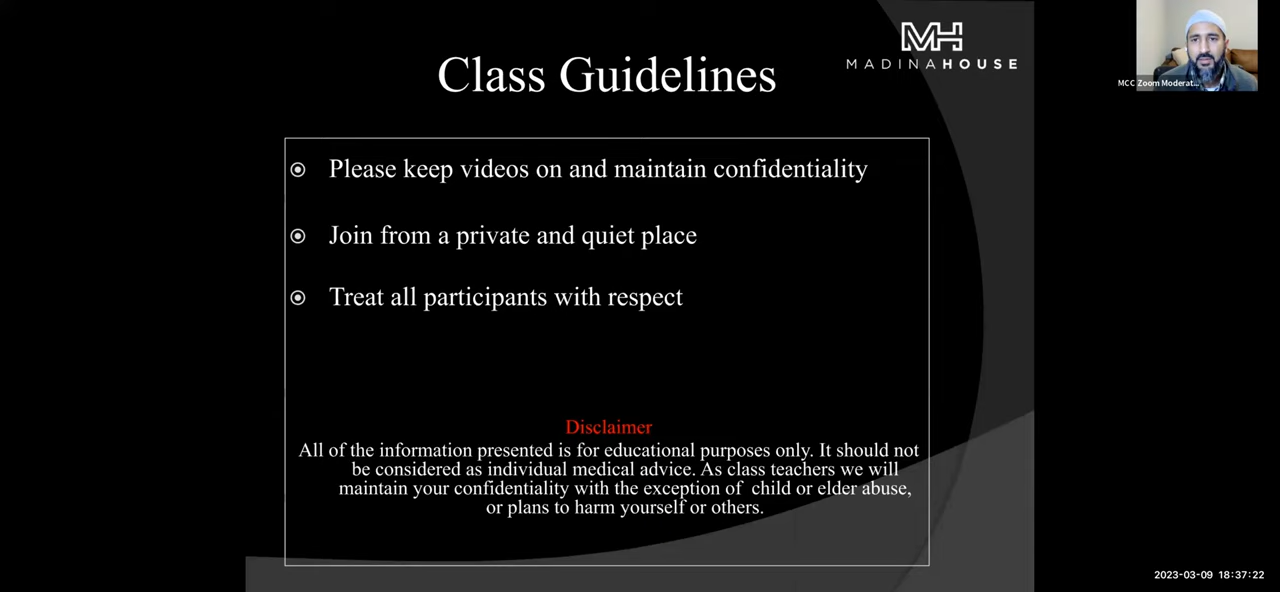 MH
MADINAHOUSE
Class Guidelines
MCC Zoom Moderat...
Please keep videos on and maintain confidentiality
Join from a private and quiet place
Treat all participants with respect
Disclaimer
All of the information presented is for educational purposes only. It should not
be considered as individual medical advice. As class teachers we will
maintain your confidentiality with the exception of child or elder abuse,
or plans to harm yourself or others.
2023-03-09 18:37:22